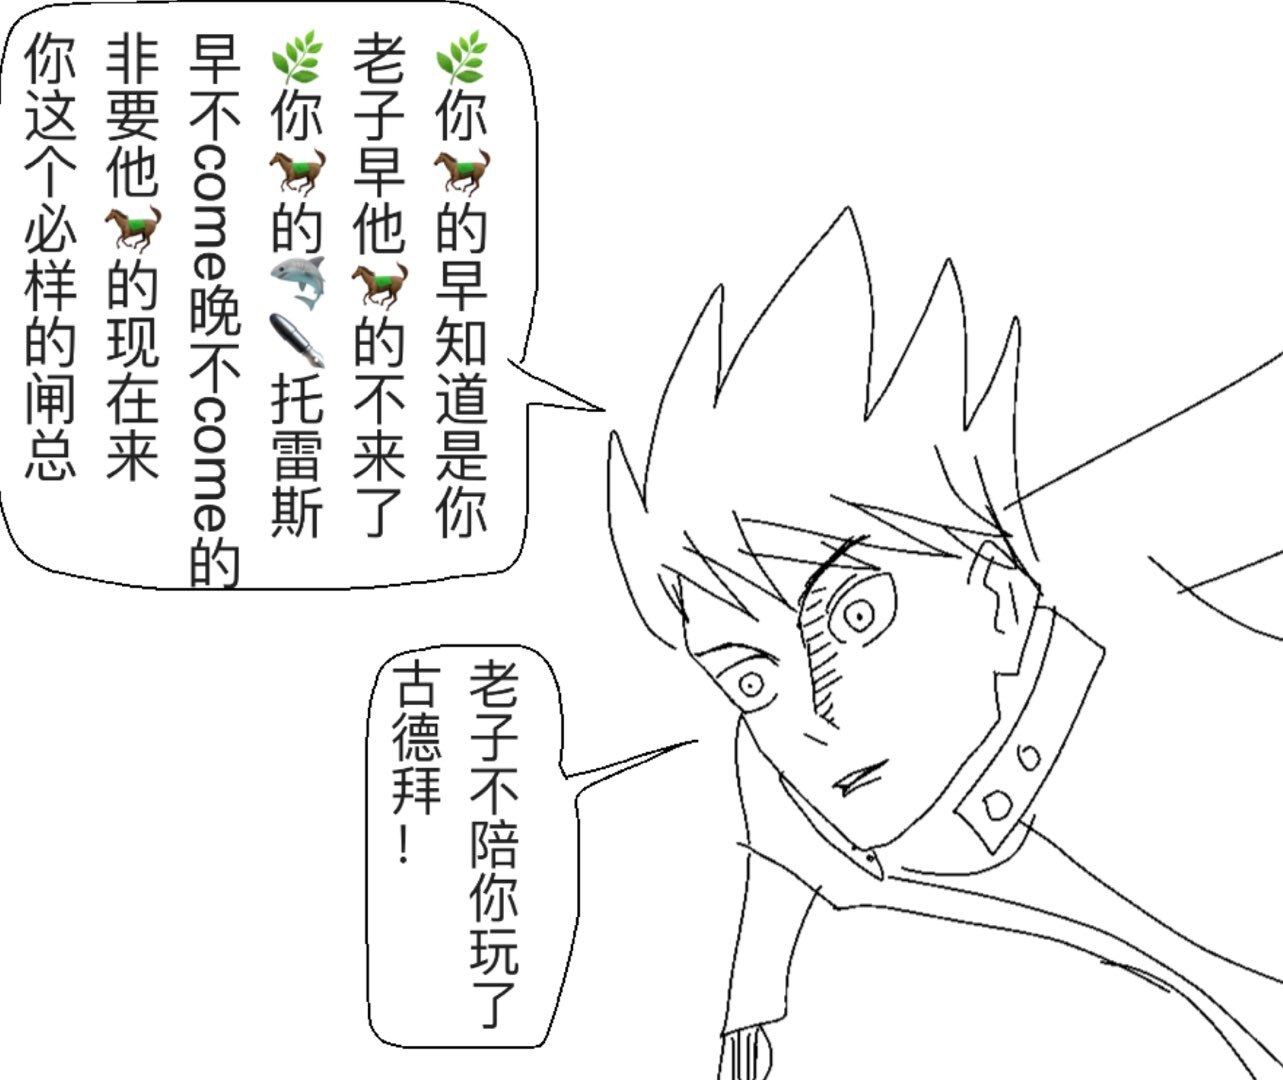 🌿你🐎的早知道是你
老子早他🐎的不来了
🌿你🐎的🦈🖋托雷斯
早不come晚不come的
非要他🐎的现在来
你这个必样的闸总
老子不陪你玩了
古德拜！